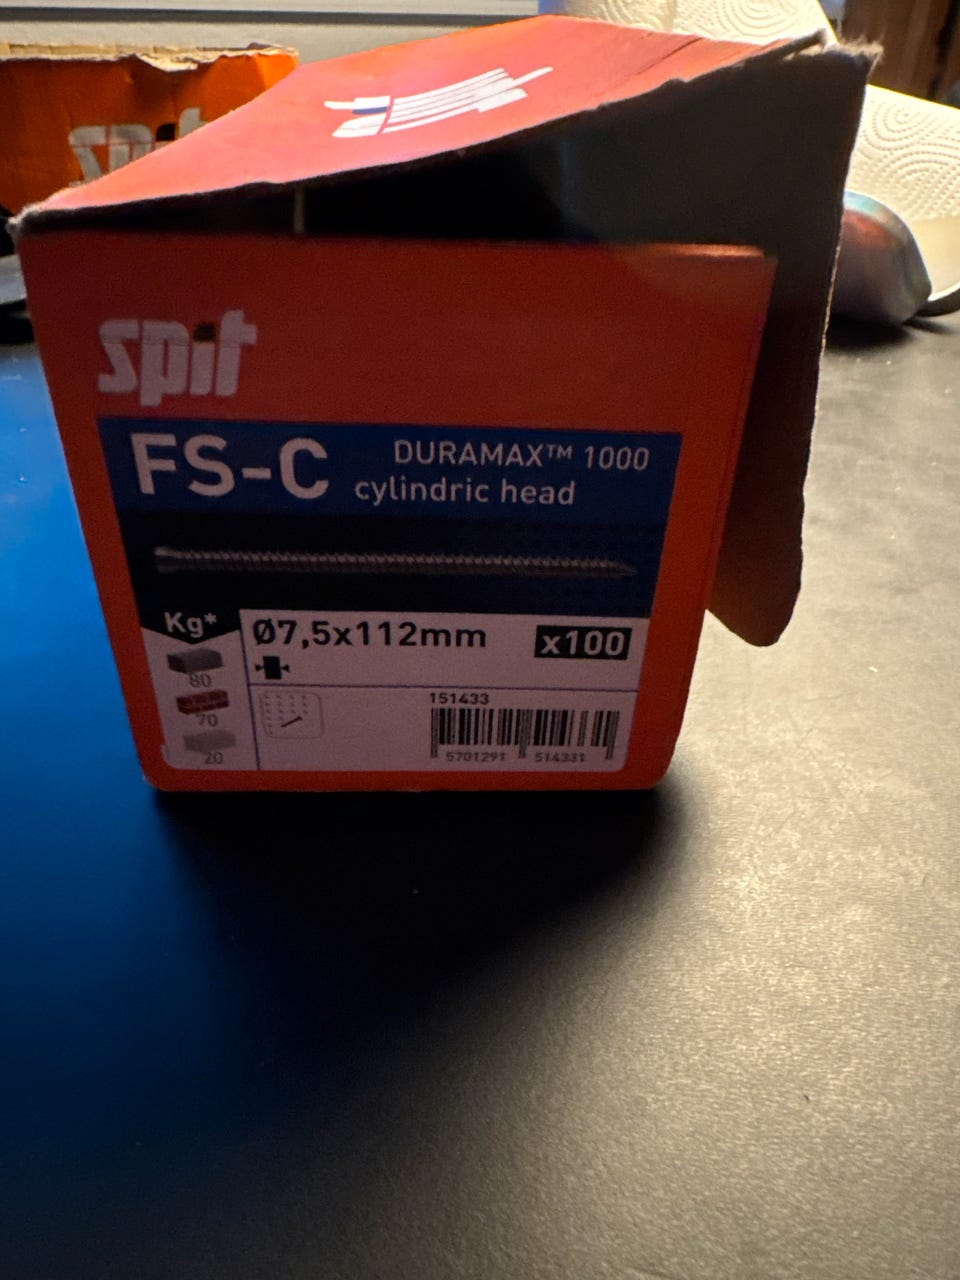 spit
spit
FS-C
DURAMAX™ 1000
cylindric head
Kg*
Ø7,5x112mm
x100
80
70
20
151433
5701291 514331